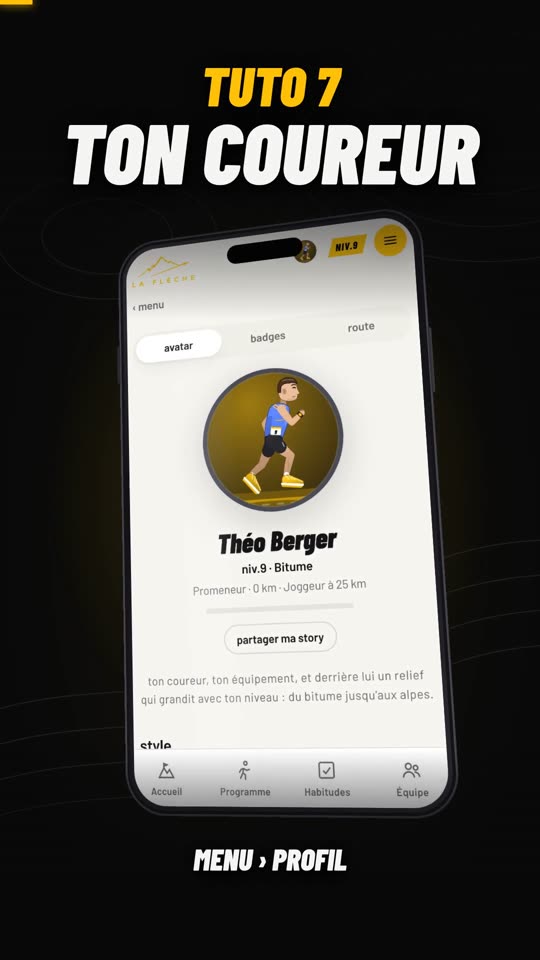 TUTO 7
TON COUREUR
LA FLÈCHE
NIV.9
‹ menu
avatar
badges
route
Théo Berger
niv.9 · Bitume
Promeneur · 0 km · Joggeur à 25 km
partager ma story
ton coureur, ton équipement, et derrière lui un relief
qui grandit avec ton niveau : du bitume jusqu'aux alpes.
style
Accueil
Programme
Habitudes
Équipe
MENU › PROFIL